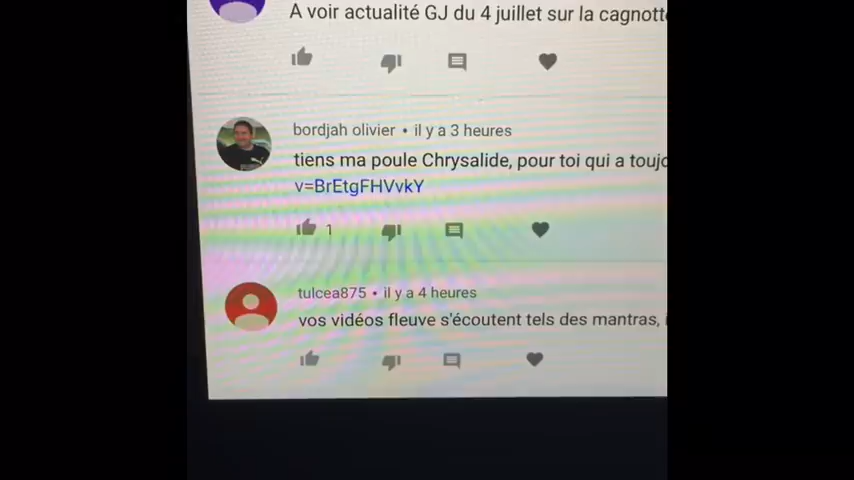 A voir actualité GJ du 4 juillet sur la cagnotte
bordjah olivier • il y a 3 heures
tiens ma poule Chrysalide, pour toi qui a toujo
v=BrEtgFHVvkY
1
tulcea875 • il y a 4 heures
vos vidéos fleuve s'écoutent tels des mantras,